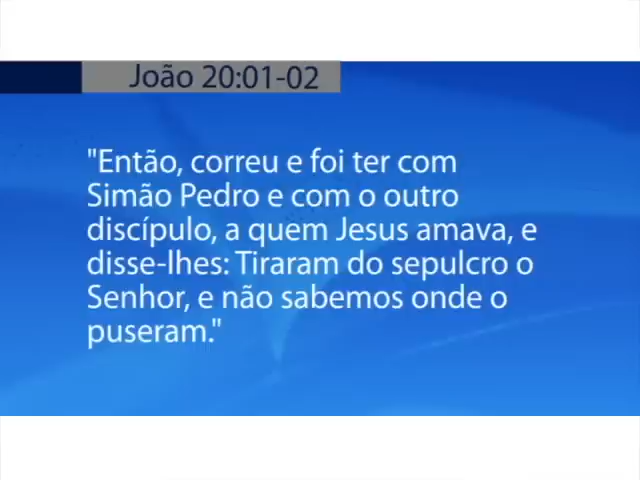 João 20:01-02
"Então, correu e foi ter com
Simão Pedro e com o outro
discípulo, a quem Jesus amava, e
disse-lhes: Tiraram do sepulcro o
Senhor, e não sabemos onde o
puseram."